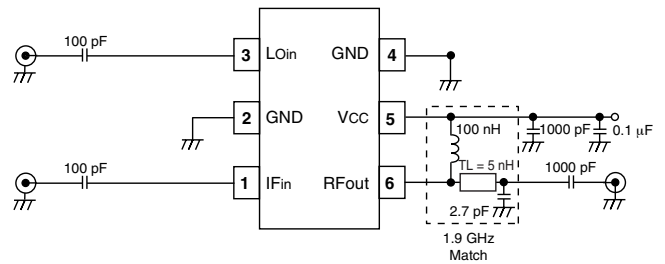 100 pF
3
LOin
GND
4
2
GND
VCC
5
100 nH
1000 pF
0.1 µF
100 pF
1
IFin
RFout
6
TL = 5 nH
1000 pF
2.7 pF
1.9 GHz
Match